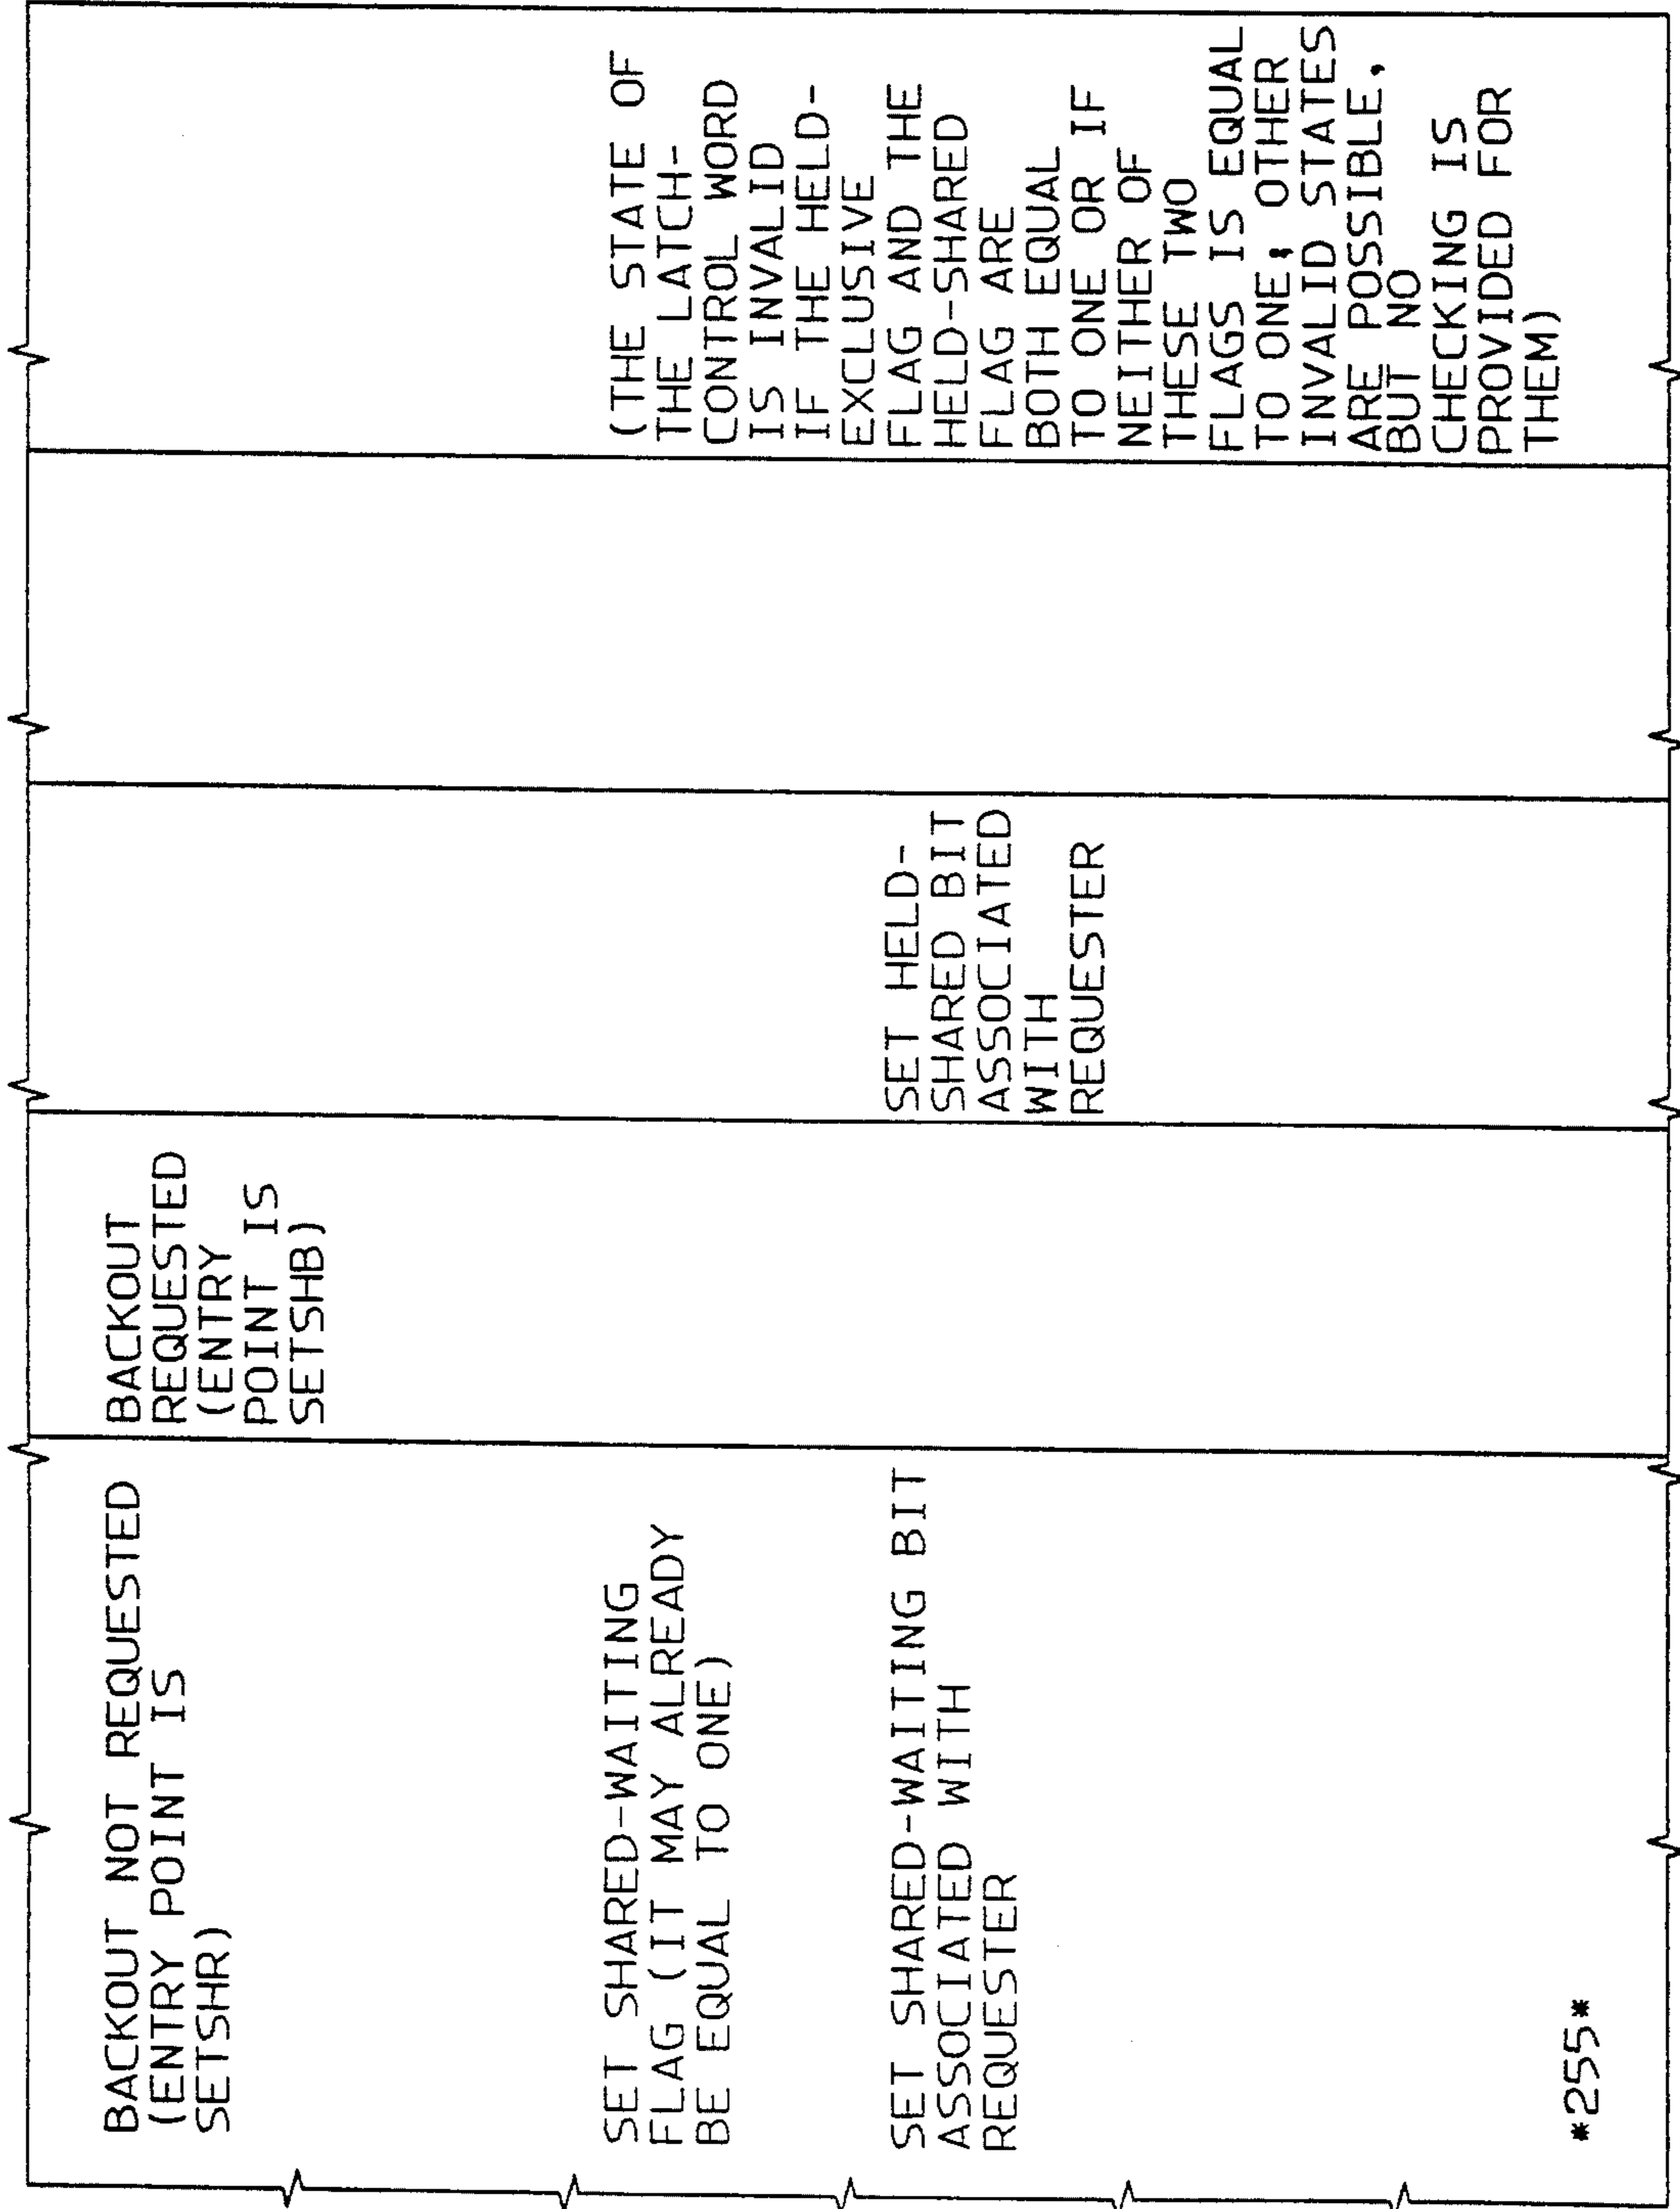 BACKOUT NOT REQUESTED
(ENTRY POINT IS
SETSHR)
SET SHARED-WAITING
FLAG (IT MAY ALREADY
BE EQUAL TO ONE)
SET SHARED-WAITING BIT
ASSOCIATED WITH
REQUESTER
*255*
BACKOUT
REQUESTED
(ENTRY
POINT IS
SETSHB)
SET HELD-
SHARED BIT
ASSOCIATED
WITH
REQUESTER
(THE STATE OF
THE LATCH-
CONTROL WORD
IS INVALID
IF THE HELD-
EXCLUSIVE
FLAG AND THE
HELD-SHARED
FLAG ARE
BOTH EQUAL
TO ONE OR IF
NEITHER OF
THESE TWO
FLAGS IS EQUAL
TO ONE; OTHER
INVALID STATES
ARE POSSIBLE,
BUT NO
CHECKING IS
PROVIDED FOR
THEM)